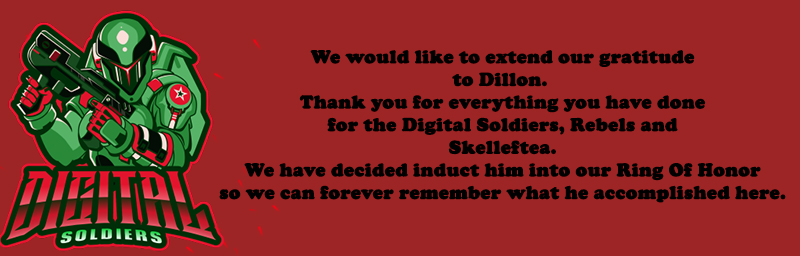 We would like to extend our gratitude
to Dillon.
Thank you for everything you have done
for the Digital Soldiers, Rebels and
Skelleftea.
We have decided induct him into our Ring Of Honor
so we can forever remember what he accomplished here.
DIGITAL
SOLDIERS